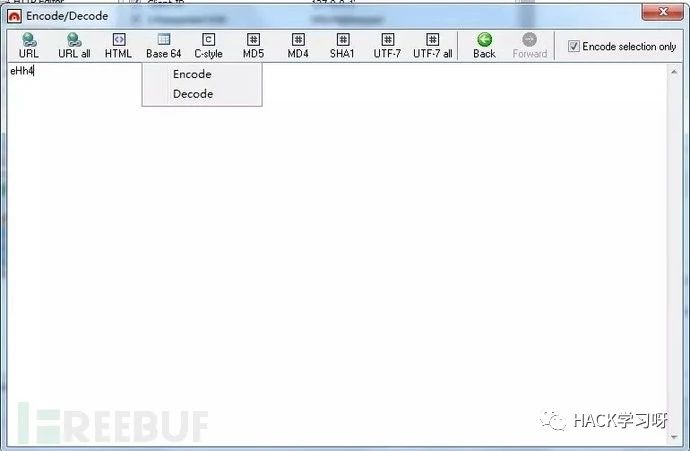 Encode/Decode
URL URL all HTML Base 64 C-style MD5 MD4 SHA1 UTF-7 UTF-7 all Back Forward Encode selection only
eHh4
Encode
Decode
REEBUF
HACK学习呀